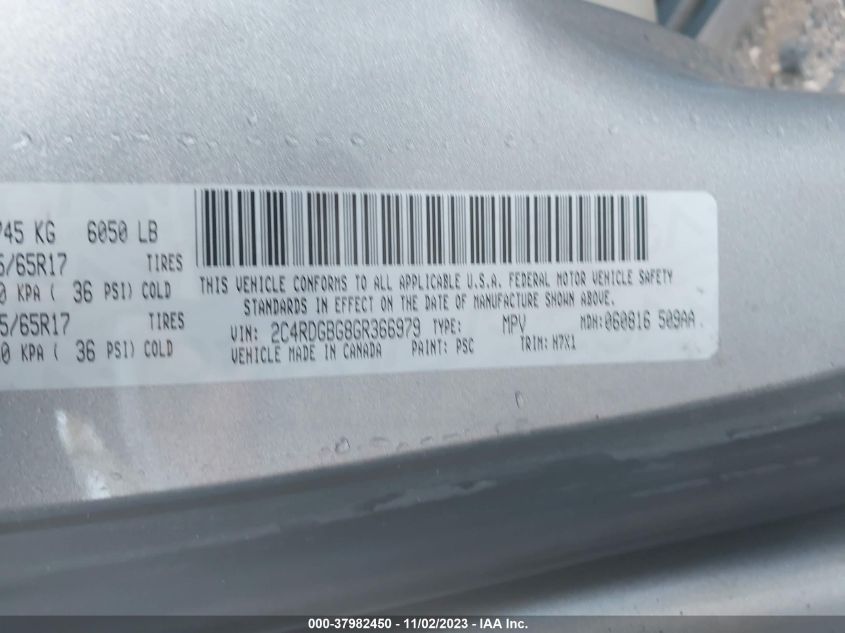 745 KG 6050 LB
5/65R17 TIRES
0 KPA ( 36 PSI) COLD
5/65R17 TIRES
0 KPA ( 36 PSI) COLD
THIS VEHICLE CONFORMS TO ALL APPLICABLE U.S.A. FEDERAL MOTOR VEHICLE SAFETY
STANDARDS IN EFFECT ON THE DATE OF MANUFACTURE SHOWN ABOVE.
VIN: 2C4RDGBG8GR366979 TYPE: MPV MDH: 060816 509AA
VEHICLE MADE IN CANADA PAINT: PSC TRIM: H7X1
000-37982450 - 11/02/2023 - IAA Inc.